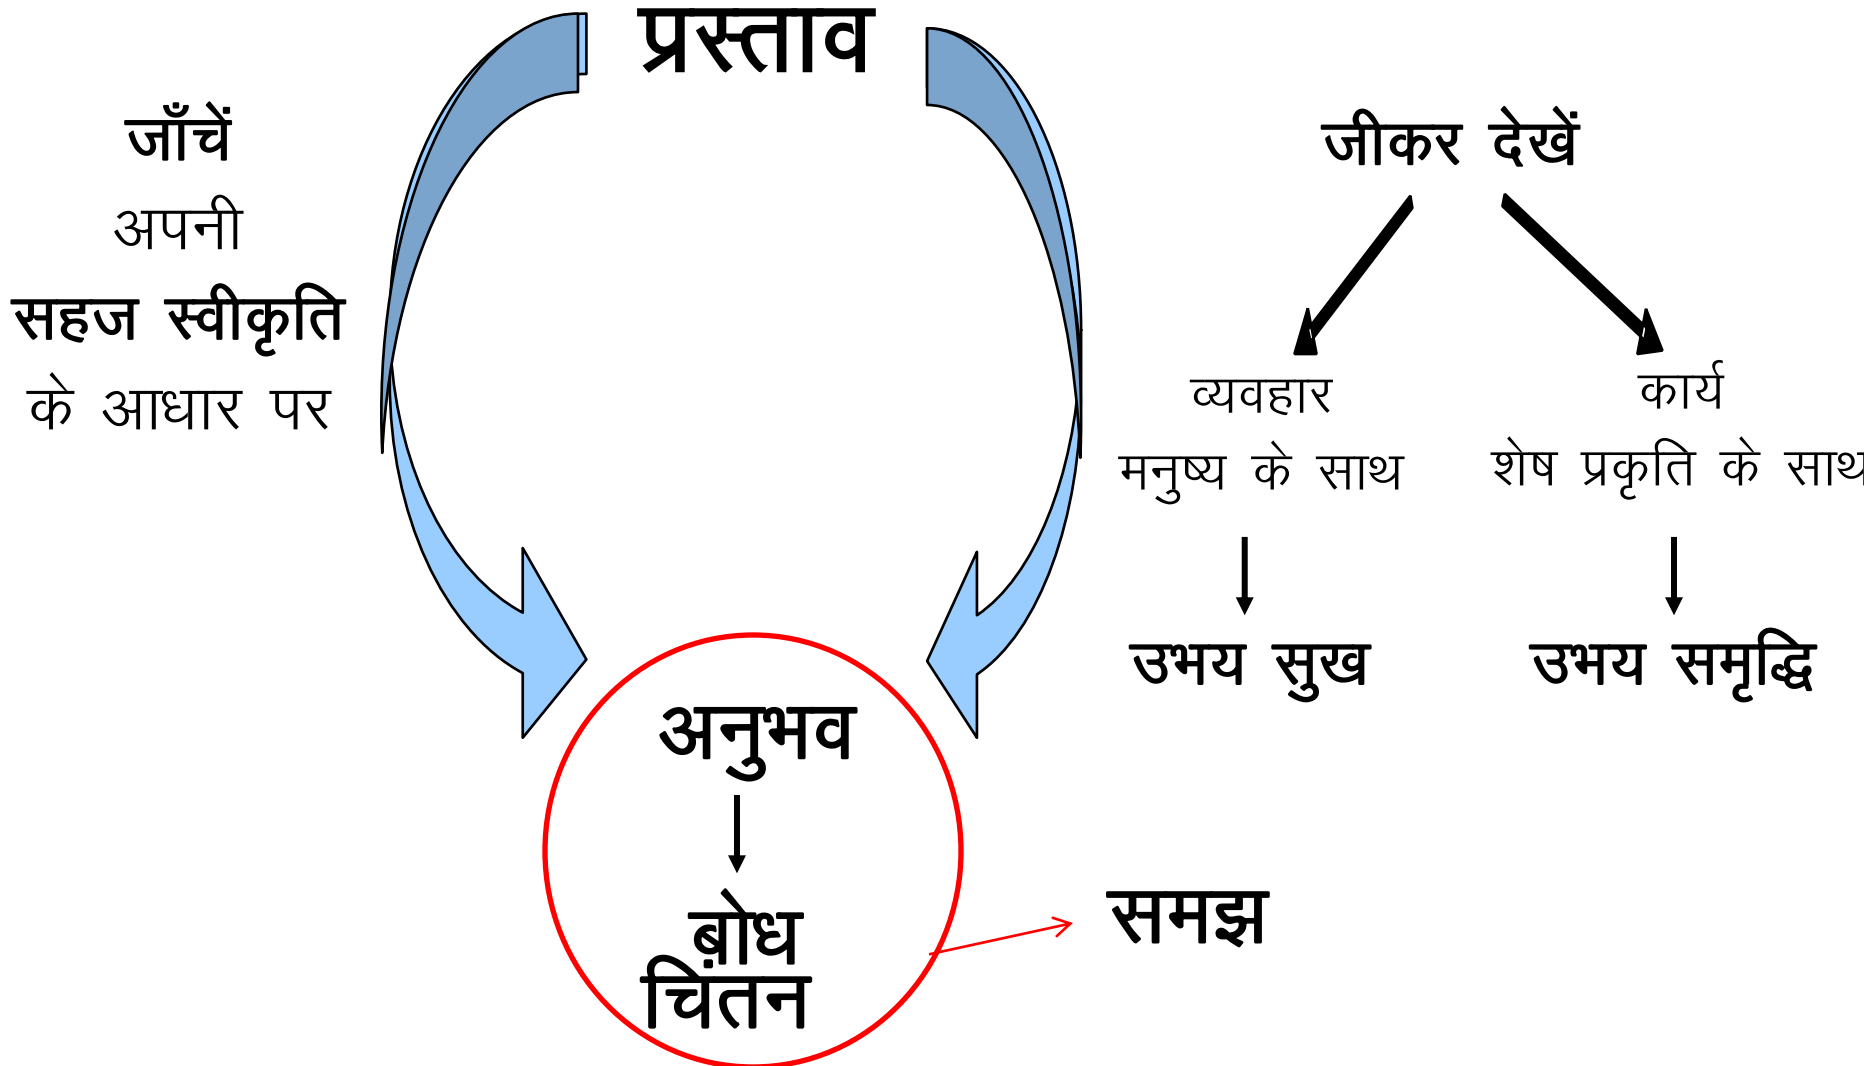 प्रस्ताव
जाँचें
अपनी
सहज स्वीकृति
के आधार पर
जीकर देखें
व्यवहार
मनुष्य के साथ
कार्य
शेष प्रकृति के साथ
उभय सुख
उभय समृद्धि
अनुभव
ब़ोध
चिंतन
समझ